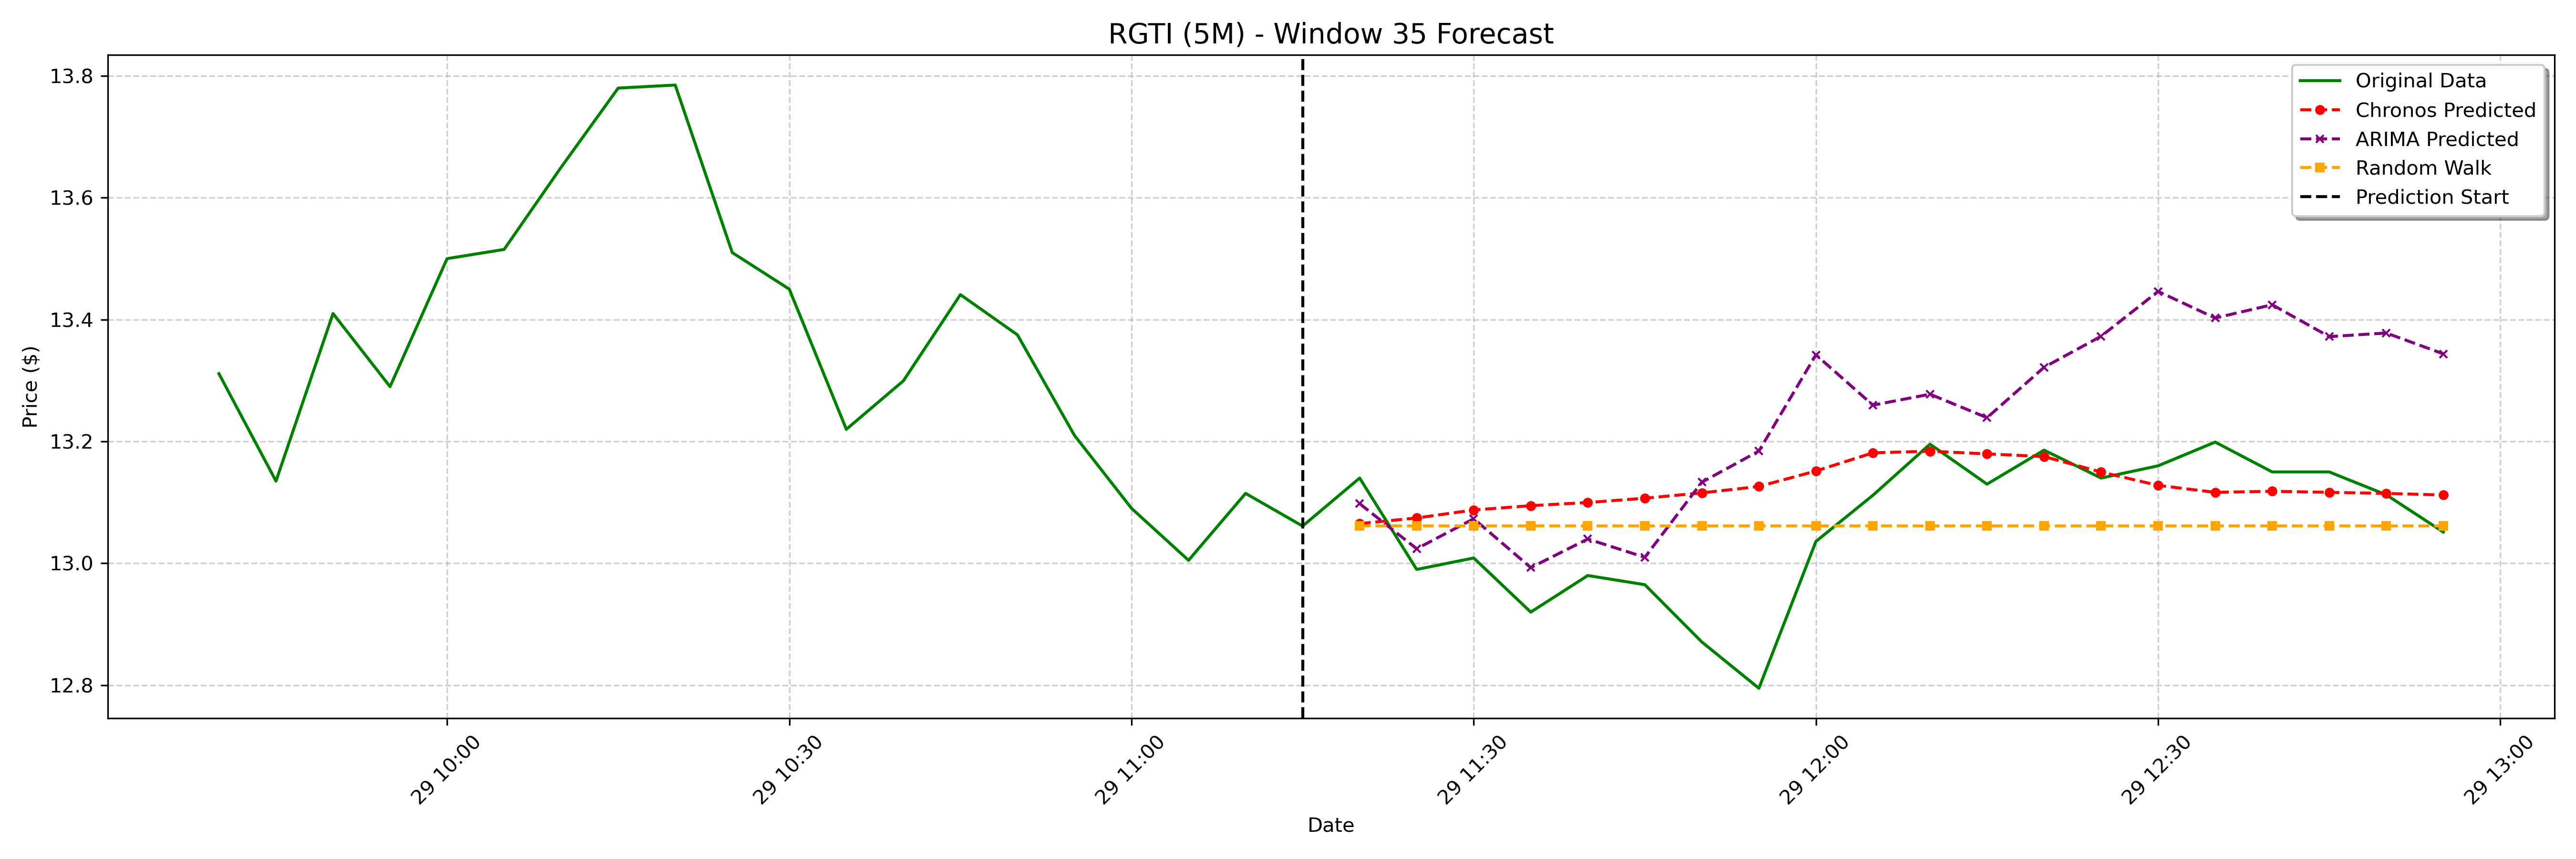 RGTI (5M) - Window 35 Forecast
Price ($)
13.8
13.6
13.4
13.2
13.0
12.8
Original Data
Chronos Predicted
ARIMA Predicted
Random Walk
Prediction Start
29 10:00
29 10:30
29 11:00
29 11:30
29 12:00
29 12:30
29 13:00
Date